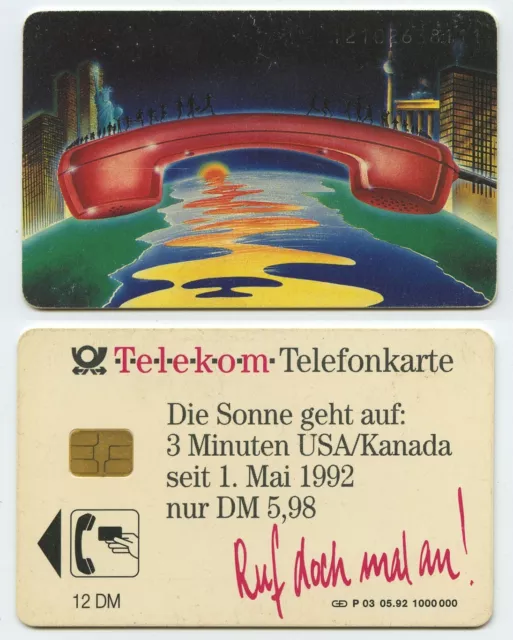 T·e·l·e·k·o·m· Telefonkarte
Die Sonne geht auf:
3 Minuten USA/Kanada
seit 1. Mai 1992
nur DM 5,98
Ruf doch mal an!
12 DM
P 03 05.92 1000 000